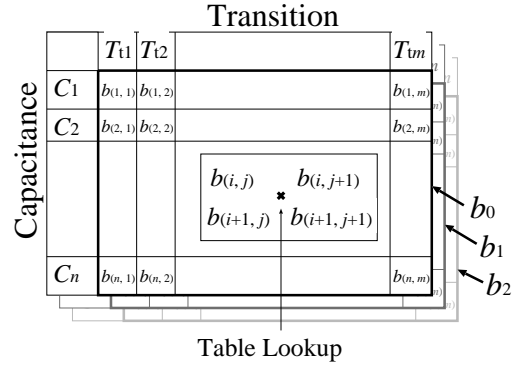 Transition
Tt1 Tt2 Ttm m
Capacitance
C1 b(1, 1) b(1, 2) b(1, m)
C2 b(2, 1) b(2, 2) b(2, m)
b(i, j) b(i, j+1)
b(i+1, j) b(i+1, j+1)
b0
b1
b2
Cn b(n, 1) b(n, 2) b(n, m)
Table Lookup